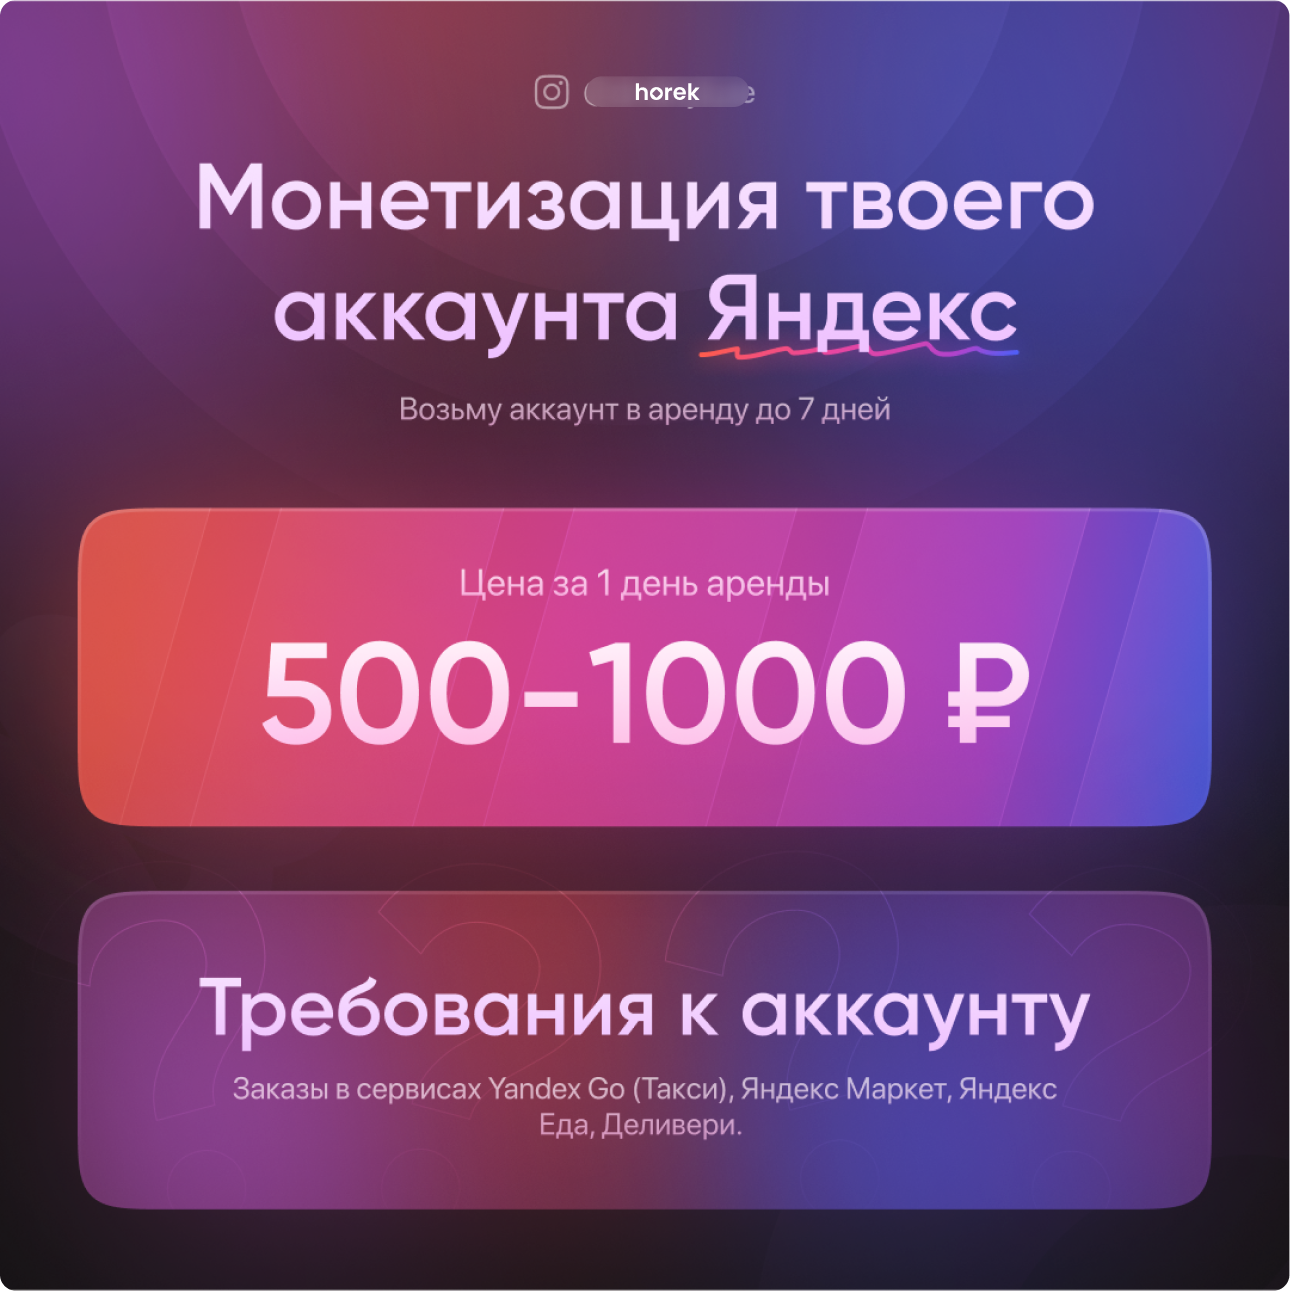 horek
Монетизация твоего
аккаунта Яндекс
Возьму аккаунт в аренду до 7 дней
Цена за 1 день аренды
500-1000 ₽
Требования к аккаунту
Заказы в сервисах Yandex Go (Такси), Яндекс Маркет, Яндекс
Еда, Деливери.